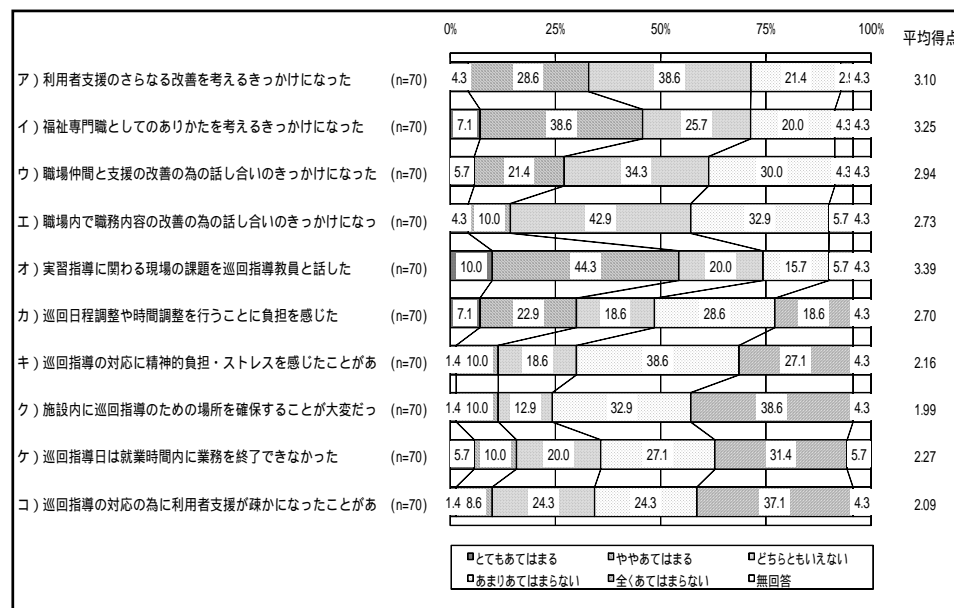 0% 25% 50% 75% 100%
平均得点
ア）利用者支援のさらなる改善を考えるきっかけになった (n=70) 4.3 28.6 38.6 21.4 2.9 4.3 3.10
イ）福祉専門職としてのありかたを考えるきっかけになった (n=70) 7.1 38.6 25.7 20.0 4.3 4.3 3.25
ウ）職場仲間と支援の改善の為の話し合いのきっかけになった (n=70) 5.7 21.4 34.3 30.0 4.3 4.3 2.94
エ）職場内で職務内容の改善の為の話し合いのきっかけになっ (n=70) 4.3 10.0 42.9 32.9 5.7 4.3 2.73
オ）実習指導に関わる現場の課題を巡回指導教員と話した (n=70) 10.0 44.3 20.0 15.7 5.7 4.3 3.39
カ）巡回日程調整や時間調整を行うことに負担を感じた (n=70) 7.1 22.9 18.6 28.6 18.6 4.3 2.70
キ）巡回指導の対応に精神的負担・ストレスを感じたことがあ (n=70) 1.4 10.0 18.6 38.6 27.1 4.3 2.16
ク）施設内に巡回指導のための場所を確保することが大変だっ (n=70) 1.4 10.0 12.9 32.9 38.6 4.3 1.99
ケ）巡回指導日は就業時間内に業務を終了できなかった (n=70) 5.7 10.0 20.0 27.1 31.4 5.7 2.27
コ）巡回指導の対応の為に利用者支援が疎かになったことがあ (n=70) 1.4 8.6 24.3 24.3 37.1 4.3 2.09
とてもあてはまる ややあてはまる どちらともいえない
あまりあてはまらない 全くあてはまらない 無回答